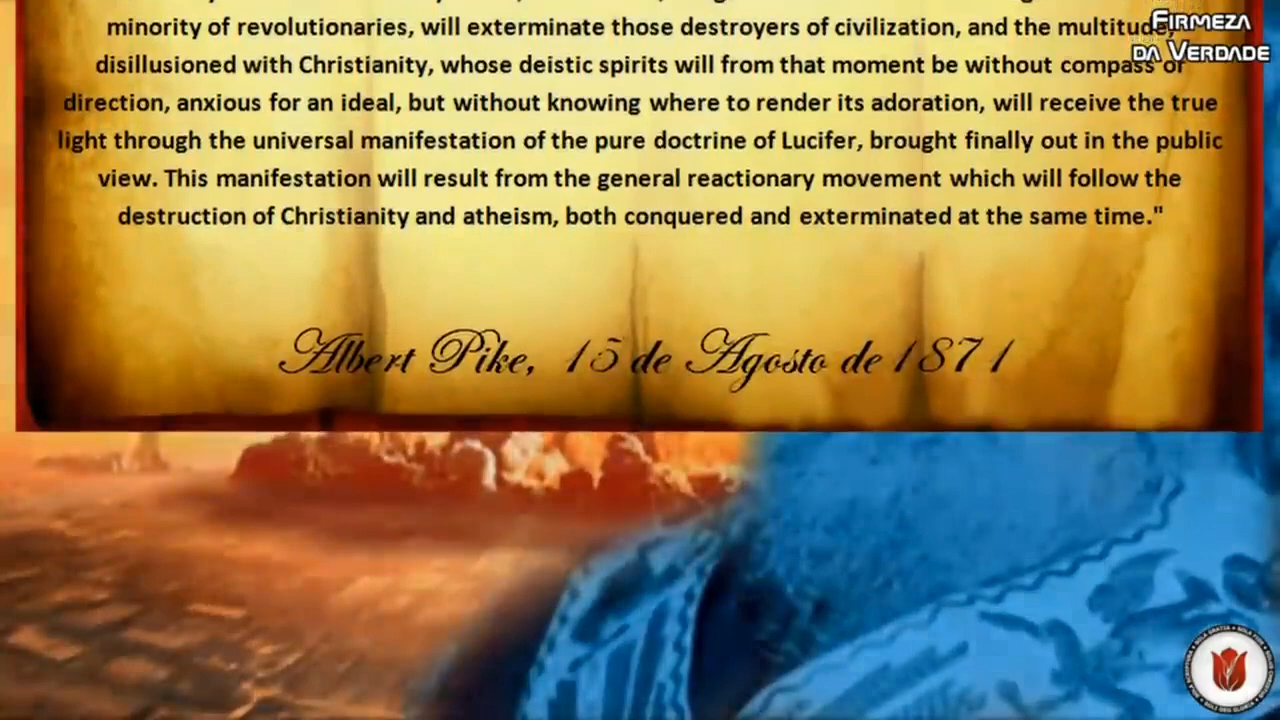 minority of revolutionaries, will exterminate those destroyers of civilization, and the multitude,
disillusioned with Christianity, whose deistic spirits will from that moment be without compass or
direction, anxious for an ideal, but without knowing where to render its adoration, will receive the true
light through the universal manifestation of the pure doctrine of Lucifer, brought finally out in the public
view. This manifestation will result from the general reactionary movement which will follow the
destruction of Christianity and atheism, both conquered and exterminated at the same time."
Albert Pike, 15 de Agosto de 1871
Firmeza
da Verdade